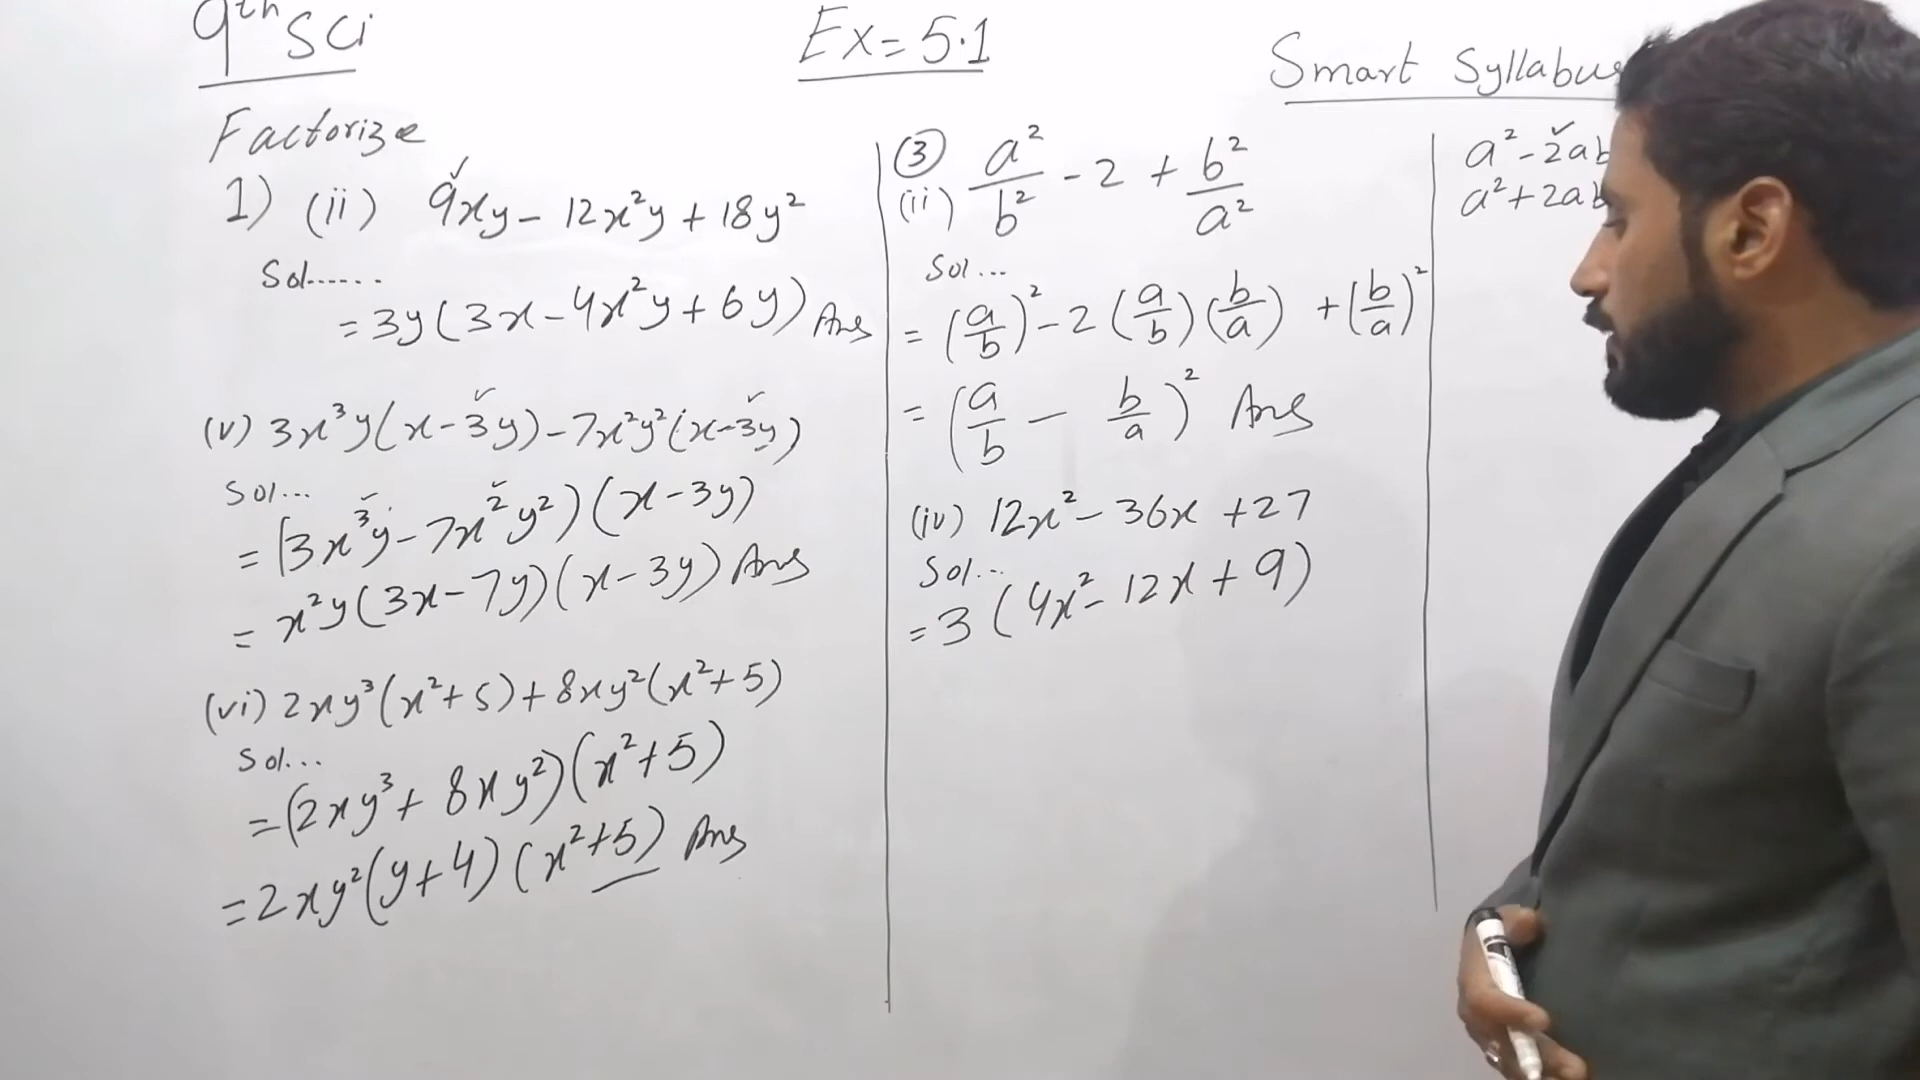 9th Sci
Ex = 5.1
Smart Syllabus
Factorize
1) (ii) 9xy - 12x²y + 18y²
Sol......
= 3y(3x - 4x²y + 6y) Ans
(v) 3x³y(x - 3y) - 7x²y²(x - 3y)
Sol...
= (3x³y - 7x²y²)(x - 3y)
= x²y(3x - 7y)(x - 3y) Ans
(vi) 2xy³(x² + 5) + 8xy²(x² + 5)
Sol...
= (2xy³ + 8xy²)(x² + 5)
= 2xy²(y + 4)(x² + 5) Ans
③ (ii) a²/b² - 2 + b²/a²
Sol...
= (a/b)² - 2(a/b)(b/a) + (b/a)²
= (a/b - b/a)² Ans
(iv) 12x² - 36x + 27
Sol...
= 3(4x² - 12x + 9)
a² - 2ab
a² + 2ab